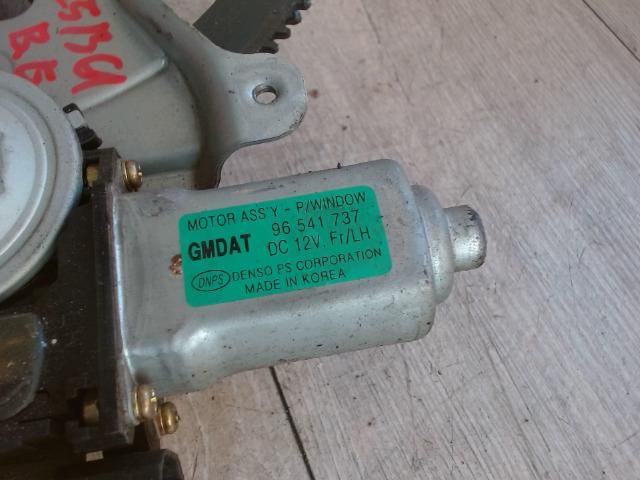 MOTOR ASS'Y - P/WINDOW
GMDAT 96 541 737
DC 12V. Fr/LH
DNPS DENSO PS CORPORATION
MADE IN KOREA